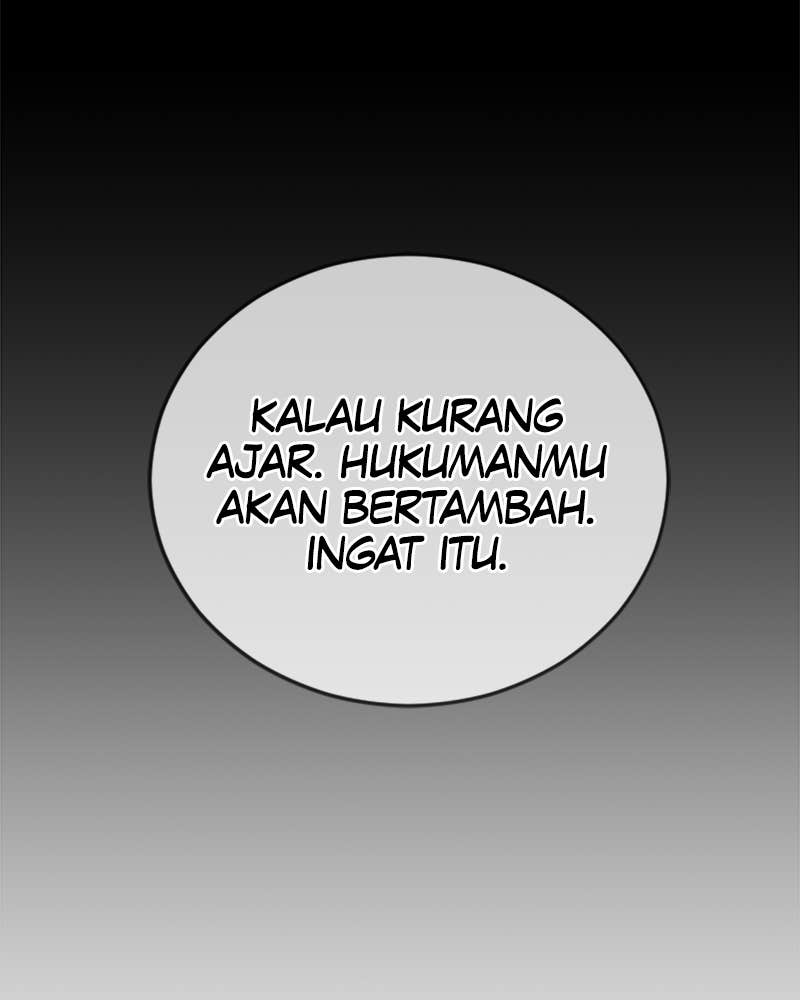 KALAU KURANG
AJAR. HUKUMANMU
AKAN BERTAMBAH.
INGAT ITU.